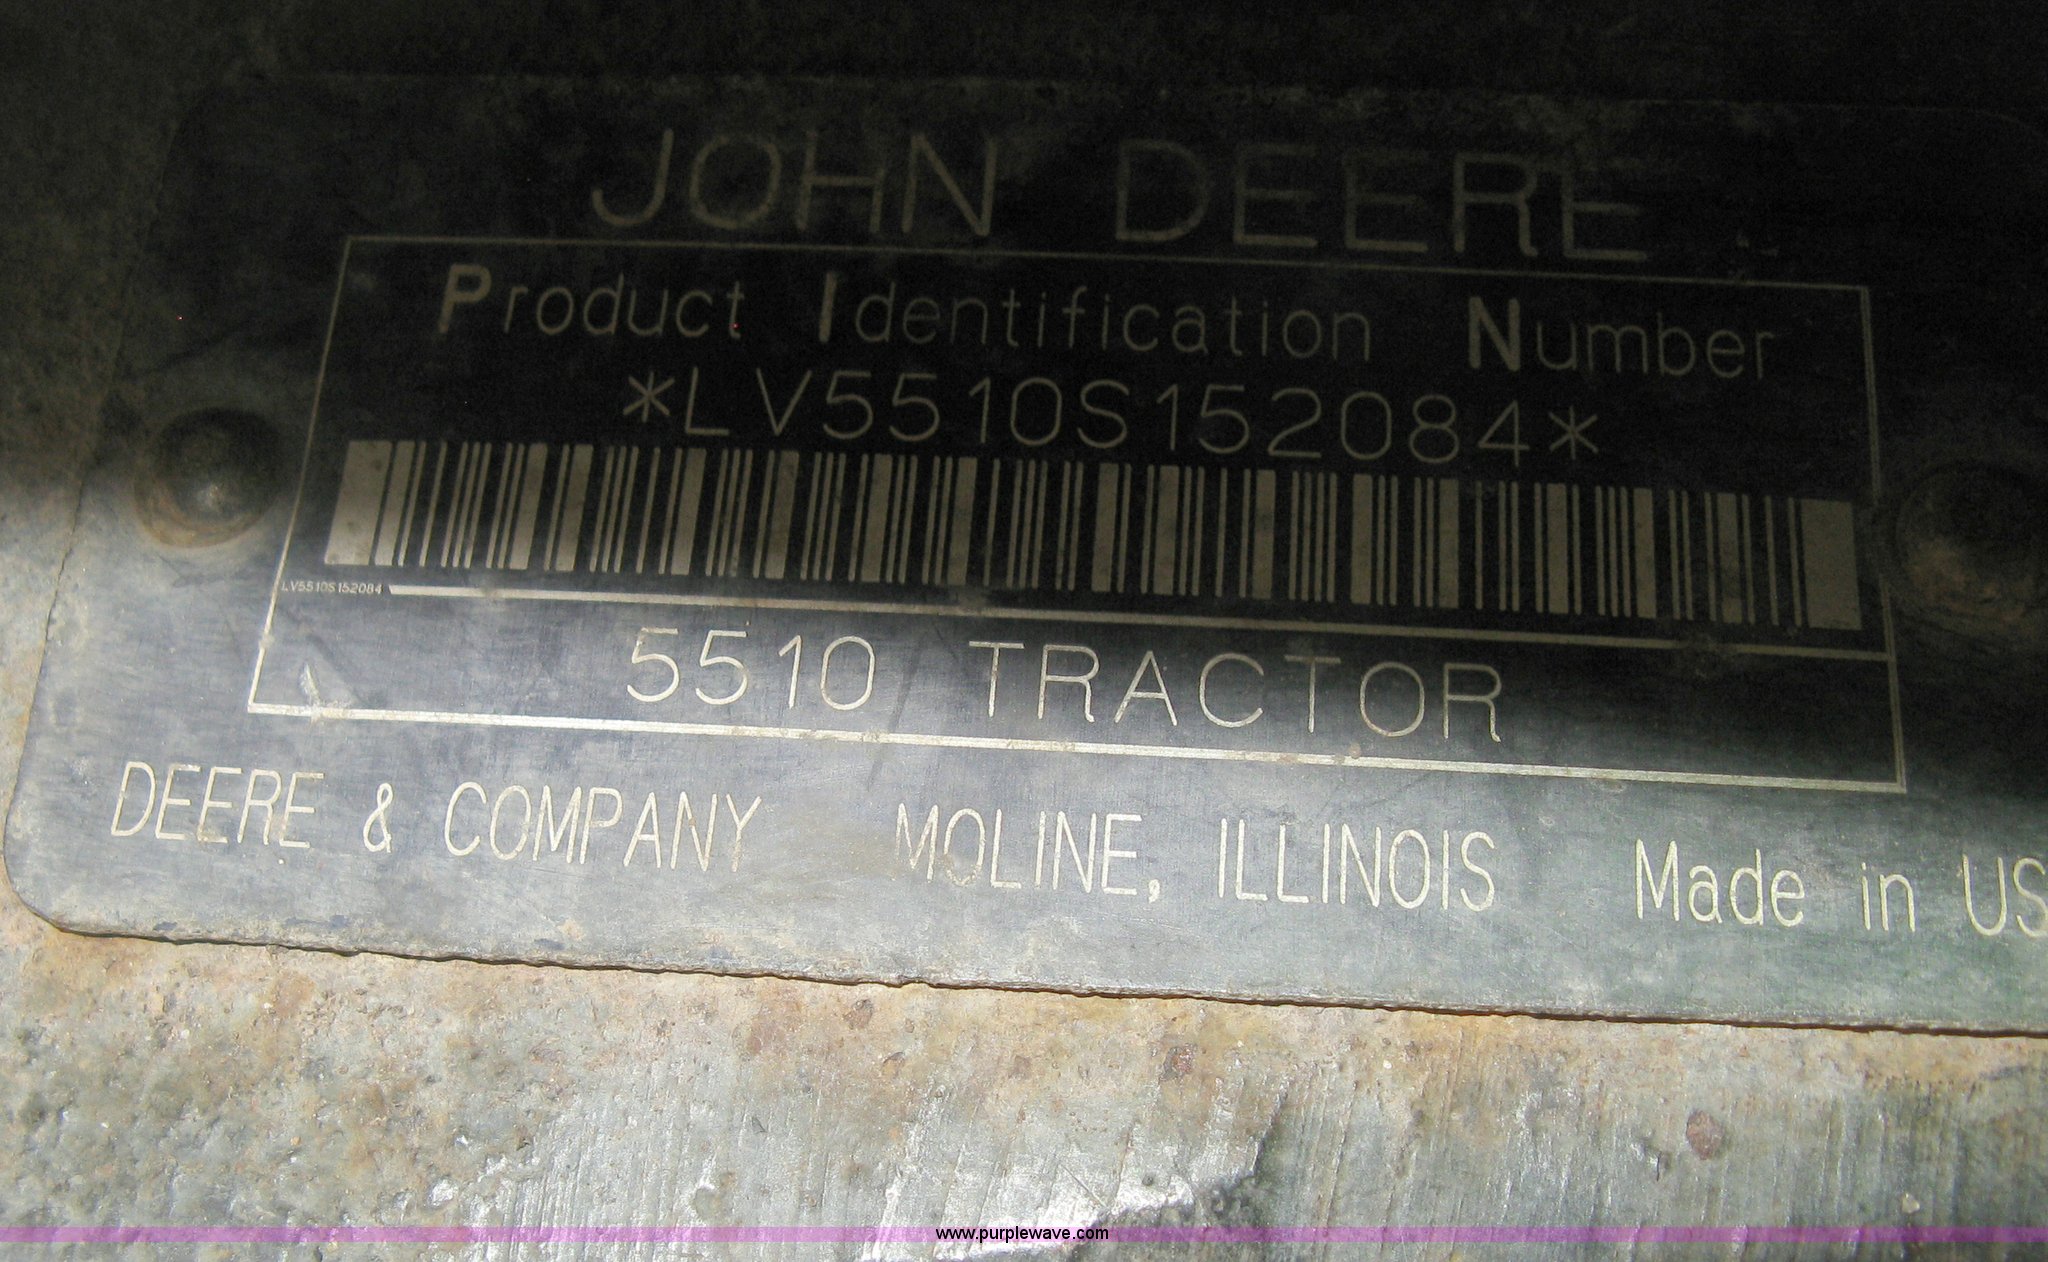 JOHN DEERE
Product Identification Number
*LV5510S152084*
LV5510S152084
5510 TRACTOR
DEERE & COMPANY MOLINE, ILLINOIS Made in US
www.purplewave.com